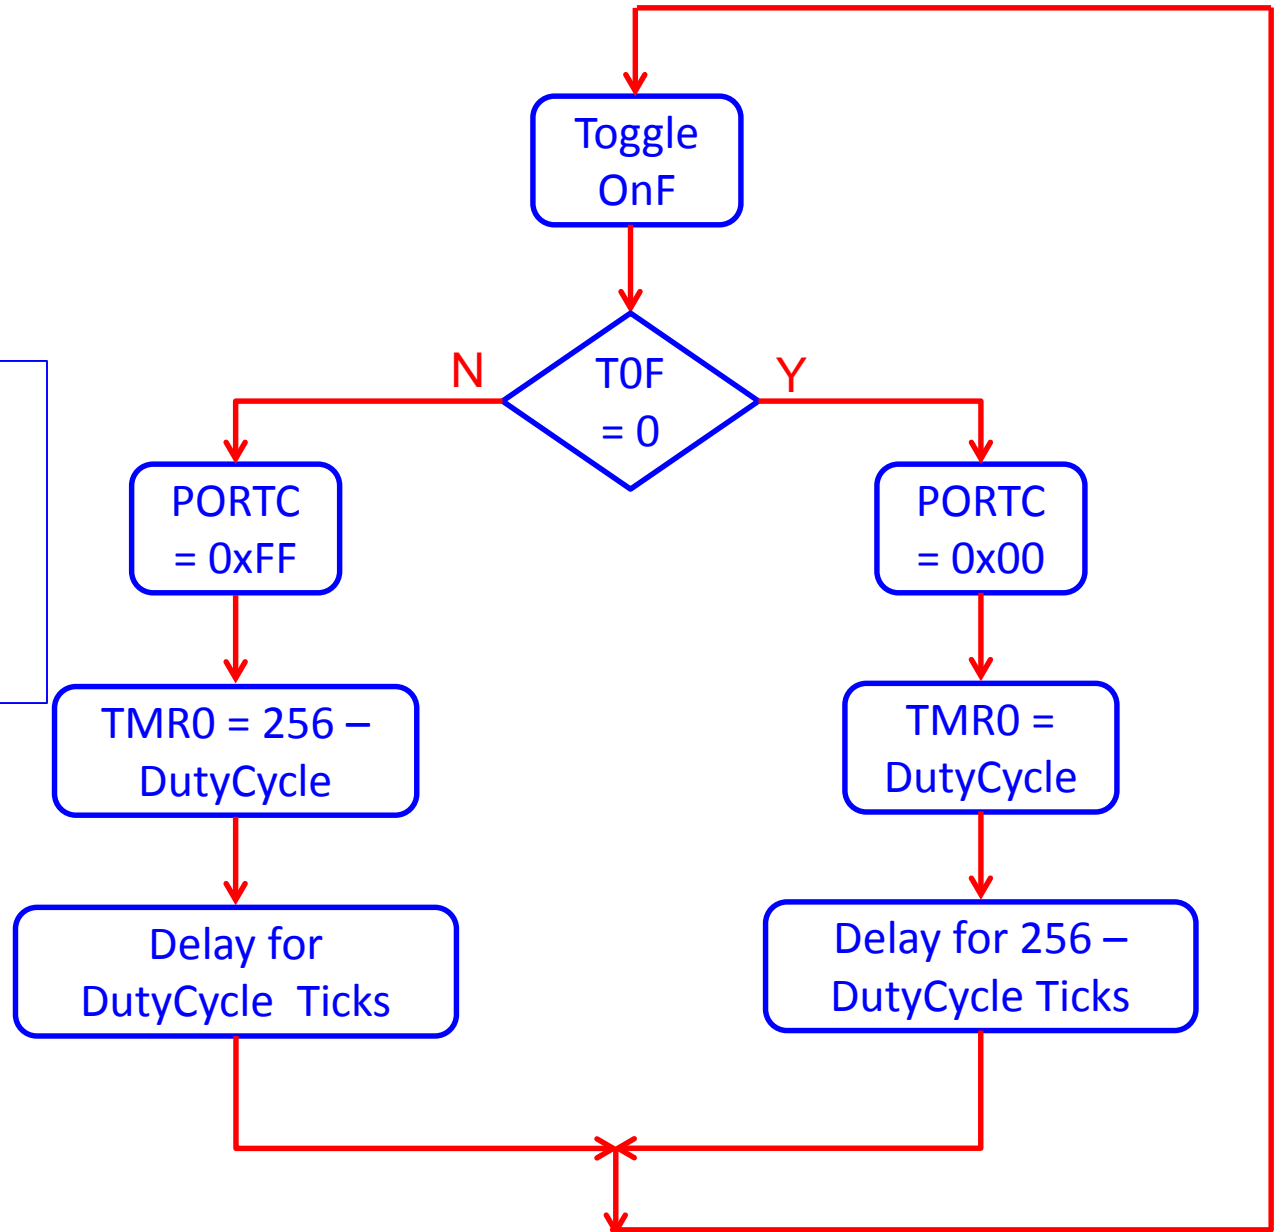 Toggle
OnF
T0F
= 0
N
Y
PORTC
= 0xFF
PORTC
= 0x00
TMR0 = 256 –
DutyCycle
TMR0 =
DutyCycle
Delay for
DutyCycle Ticks
Delay for 256 –
DutyCycle Ticks